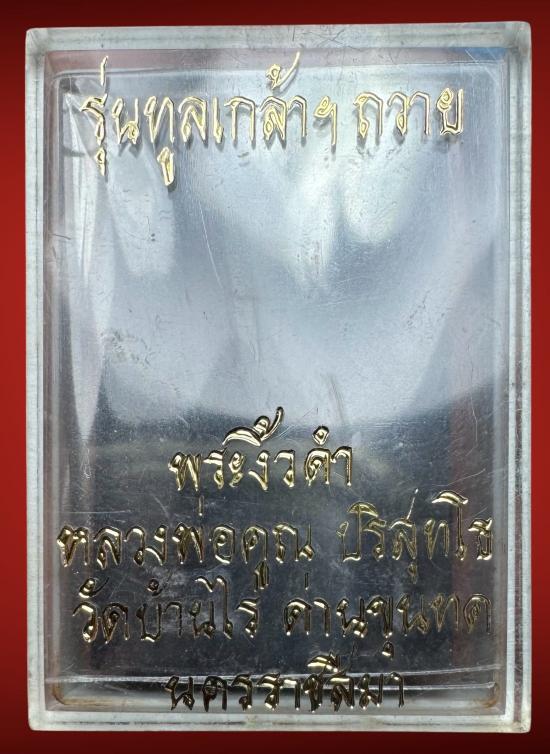 รุ่นทูลเกล้าฯ ถวาย
พระงิ้วดำ
หลวงพ่อคูณ ปริสุทโธ
วัดบ้านไร่ ด่านขุนทด
นครราชสีมา